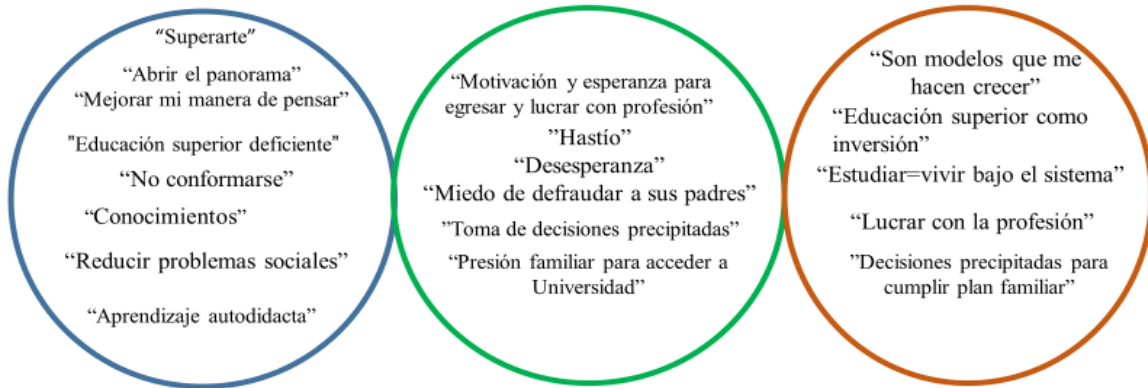 “Superarte”
“Abrir el panorama”
“Mejorar mi manera de pensar”
”Educación superior deficiente”
“No conformarse”
“Conocimientos”
“Reducir problemas sociales”
“Aprendizaje autodidacta”
“Motivación y esperanza para
egresar y lucrar con profesión”
”Hastío”
“Desesperanza”
“Miedo de defraudar a sus padres”
“Toma de decisiones precipitadas”
“Presión familiar para acceder a
Universidad”
“Son modelos que me
hacen crecer”
“Educación superior como
inversión”
“Estudiar=vivir bajo el sistema”
“Lucrar con la profesión”
”Decisiones precipitadas para
cumplir plan familiar”